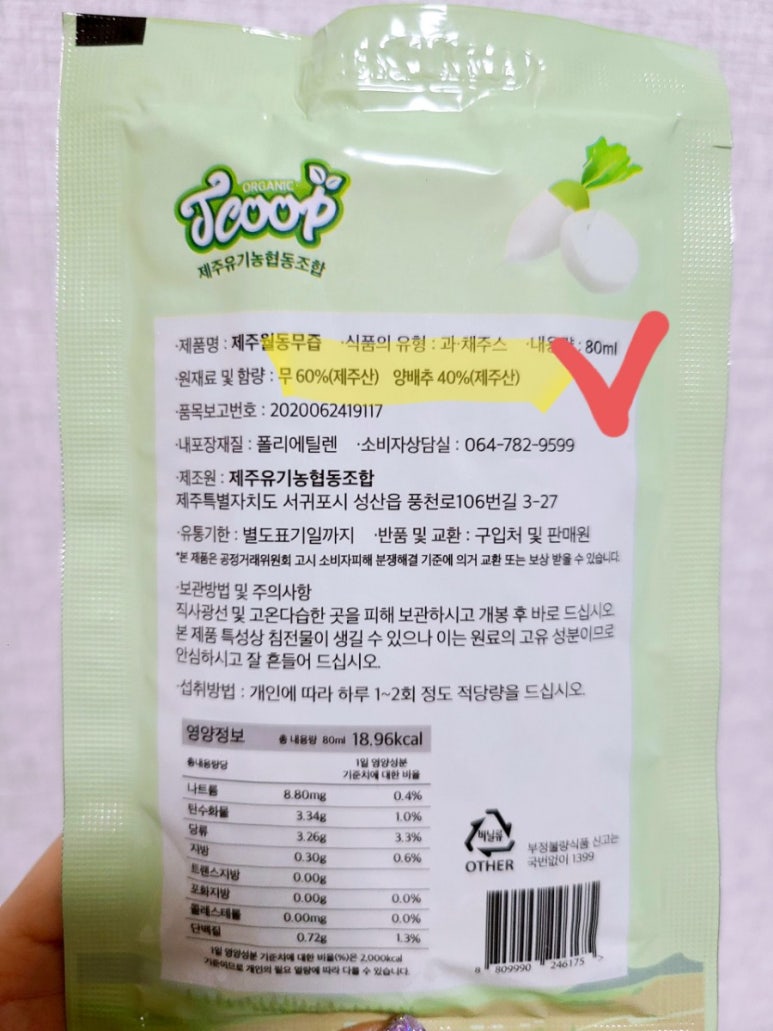 ORGANIC
Jcoop
제주유기농협동조합
·제품명 : 제주월동무즙 ·식품의 유형 : 과·채주스 ·내용량 : 80ml
·원재료 및 함량 : 무 60%(제주산) 양배추 40%(제주산)
·품목보고번호 : 2020062419117
·내포장재질 : 폴리에틸렌 ·소비자상담실 : 064-782-9599
·제조원 : 제주유기농협동조합
제주특별자치도 서귀포시 성산읍 풍천로106번길 3-27
·유통기한 : 별도표기일까지 ·반품 및 교환 : 구입처 및 판매원
*본 제품은 공정거래위원회 고시 소비자피해 분쟁해결 기준에 의거 교환 또는 보상 받을 수 있습니다.
·보관방법 및 주의사항
직사광선 및 고온다습한 곳을 피해 보관하시고 개봉 후 바로 드십시오.
본 제품 특성상 침전물이 생길 수 있으나 이는 원료의 고유 성분이므로
안심하시고 잘 흔들어 드십시오.
·섭취방법 : 개인에 따라 하루 1~2회 정도 적당량을 드십시오.
영양정보 총 내용량 80ml 18.96kcal
총내용량당 1일 영양성분
기준치에 대한 비율
나트륨 8.80mg 0.4%
탄수화물 3.34g 1.0%
당류 3.26g 3.3%
지방 0.30g 0.6%
트랜스지방 0.00g
포화지방 0.00g 0.0%
콜레스테롤 0.00mg 0.0%
단백질 0.72g 1.3%
1일 영양성분 기준치에 대한 비율(%)은 2,000kcal
기준이므로 개인의 필요 열량에 따라 다를 수 있습니다.
비닐류
OTHER
부정불량식품 신고는
국번없이 1399
8 809990 246175 >